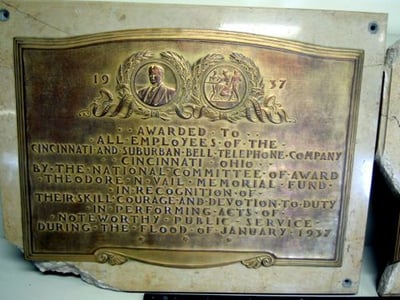 19 37
AWARDED TO
ALL EMPLOYEES OF THE
CINCINNATI AND SUBURBAN BELL TELEPHONE COMPANY
CINCINNATI OHIO
BY THE NATIONAL COMMITTEE OF AWARD
THEODORE N VAIL MEMORIAL FUND
IN RECOGNITION OF
THEIR SKILL COURAGE AND DEVOTION TO DUTY
IN PERFORMING ACTS OF
NOTEWORTHY PUBLIC SERVICE
DURING THE FLOOD OF JANUARY 1937